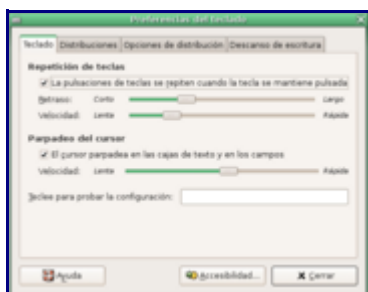 Preferencias del teclado
Teclado Distribuciones Opciones de distribución Descanso de escritura
Repetición de teclas
La pulsaciones de teclas se repiten cuando la tecla se mantiene pulsada
Retraso: Corto Largo
Velocidad: Lenta Rápida
Parpadeo del cursor
El cursor parpadea en las cajas de texto y en los campos
Velocidad: Lenta Rápida
Teclee para probar la configuración:
Ayuda Accesibilidad... Cerrar